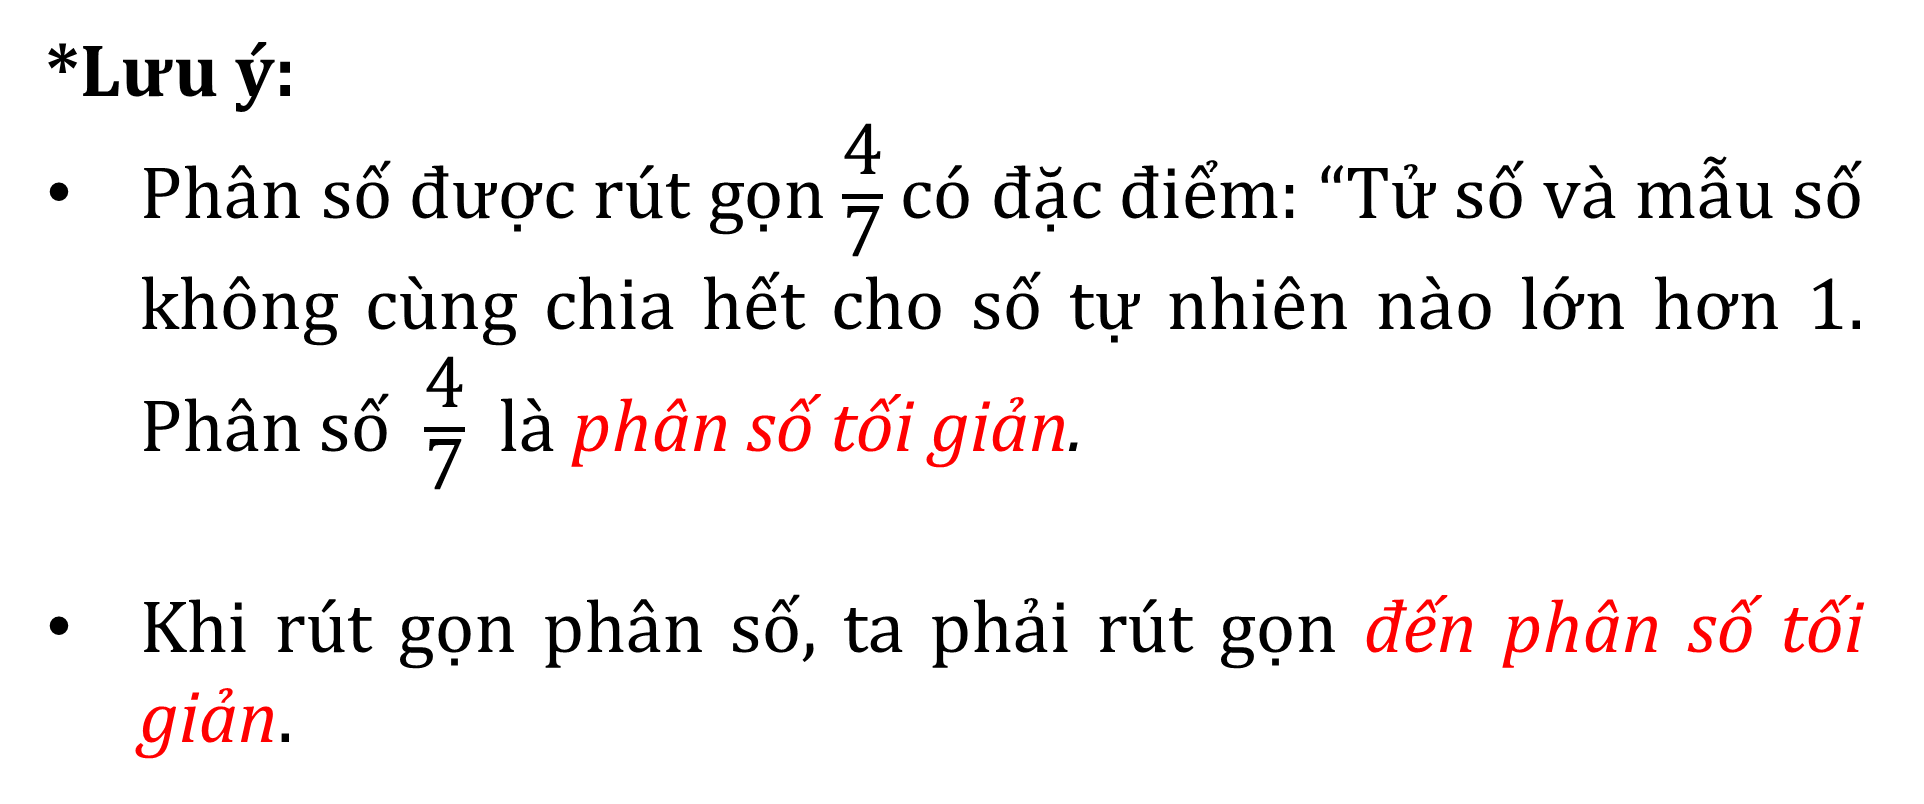 *Lưu ý:
• Phân số được rút gọn 4/7 có đặc điểm: “Tử số và mẫu số
không cùng chia hết cho số tự nhiên nào lớn hơn 1.
Phân số 4/7 là phân số tối giản.
• Khi rút gọn phân số, ta phải rút gọn đến phân số tối
giản.